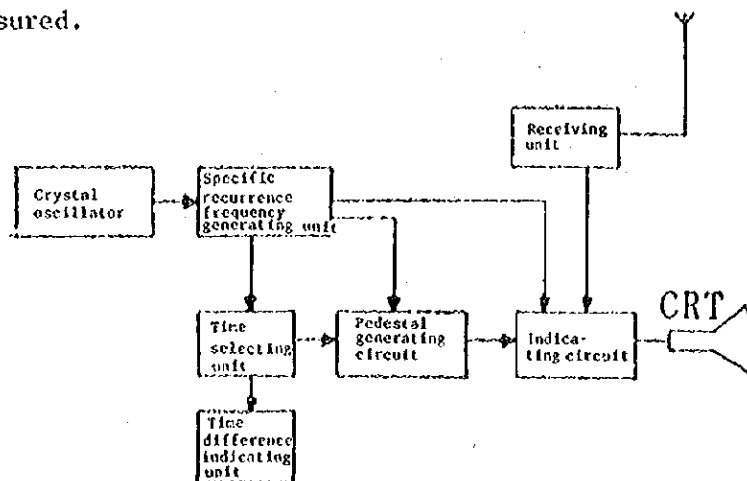 sured.
Receiving
unit
Crystal
oscillator
Specific
recurrence
frequency
generating unit
CRT
Time
selecting
unit
Pedestal
generating
circuit
Indica-
ting circuit
Time
difference
indicating
unit